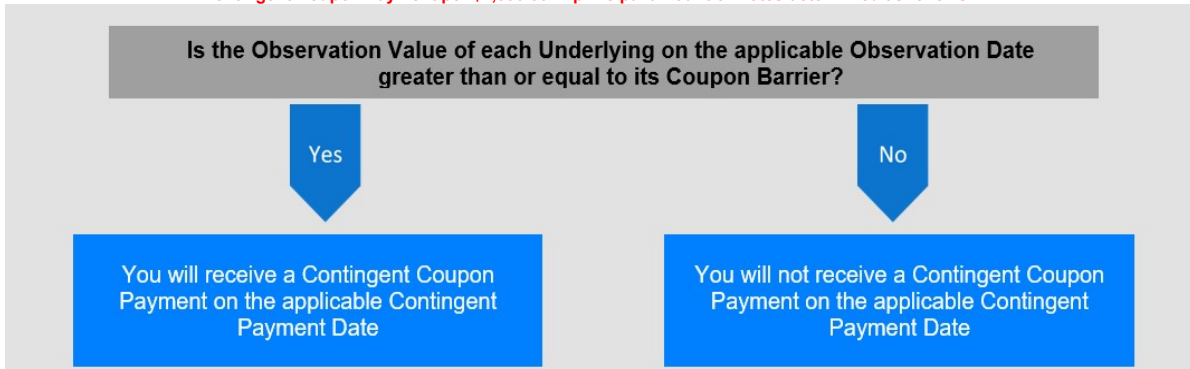 Is the Observation Value of each Underlying on the applicable Observation Date
greater than or equal to its Coupon Barrier?
Yes
No
You will receive a Contingent Coupon
Payment on the applicable Contingent
Payment Date
You will not receive a Contingent Coupon
Payment on the applicable Contingent
Payment Date